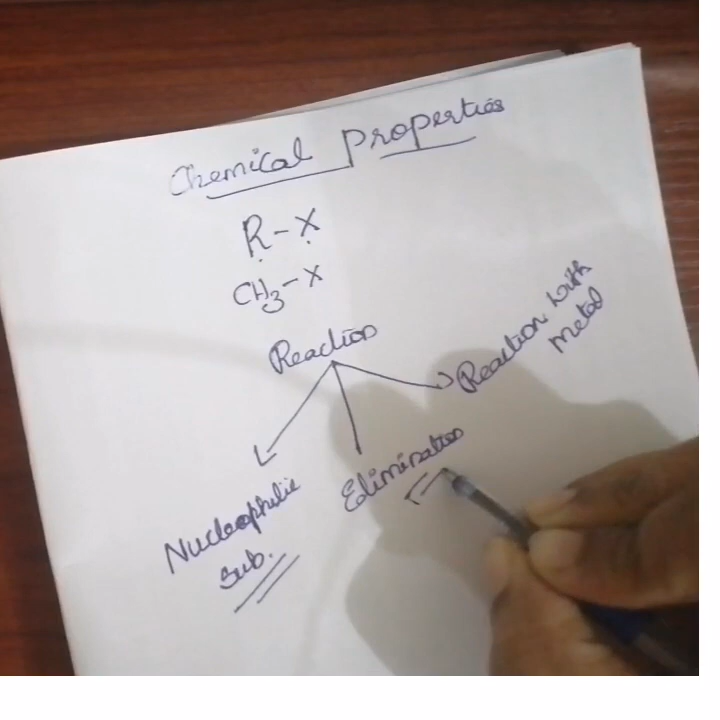 Chemical Properties
R-X
CH3-X
Reaction
Reaction with
Metal
Elimination
Nucleophilic
Sub.